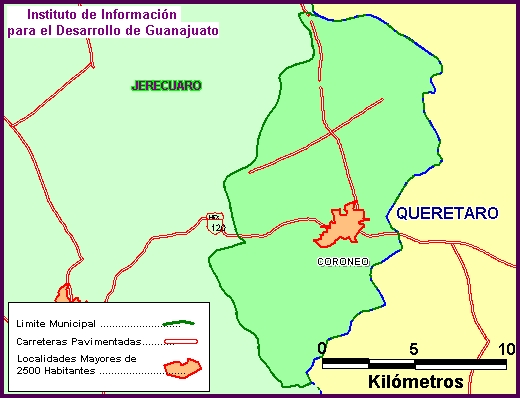 Instituto de Información
para el Desarrollo de Guanajuato
JERECUARO
QUERETARO
120
CORONEO
Limite Municipal
Carreteras Pavimentadas
Localidades Mayores de
2500 Habitantes
0 5 10
Kilómetros